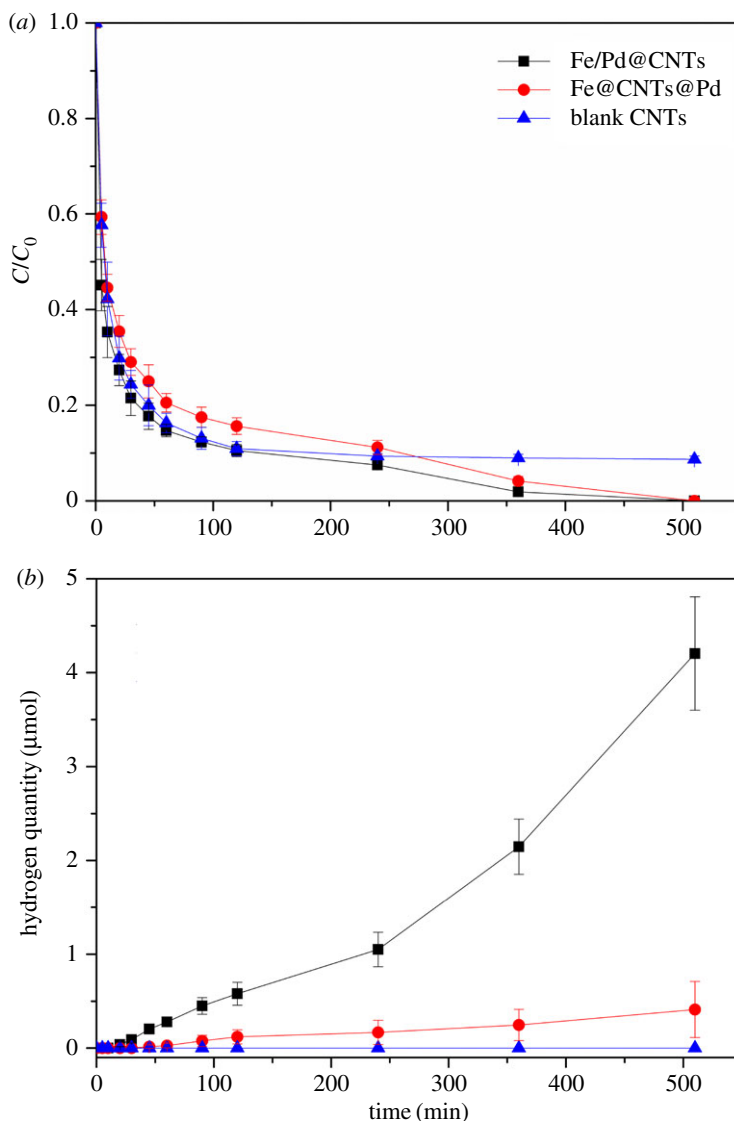 (a)
1.0
0.8
0.6
0.4
0.2
0
C/C0
Fe/Pd@CNTs
Fe@CNTs@Pd
blank CNTs
0 100 200 300 400 500
(b)
5
4
3
2
1
0
hydrogen quantity (µmol)
0 100 200 300 400 500
time (min)